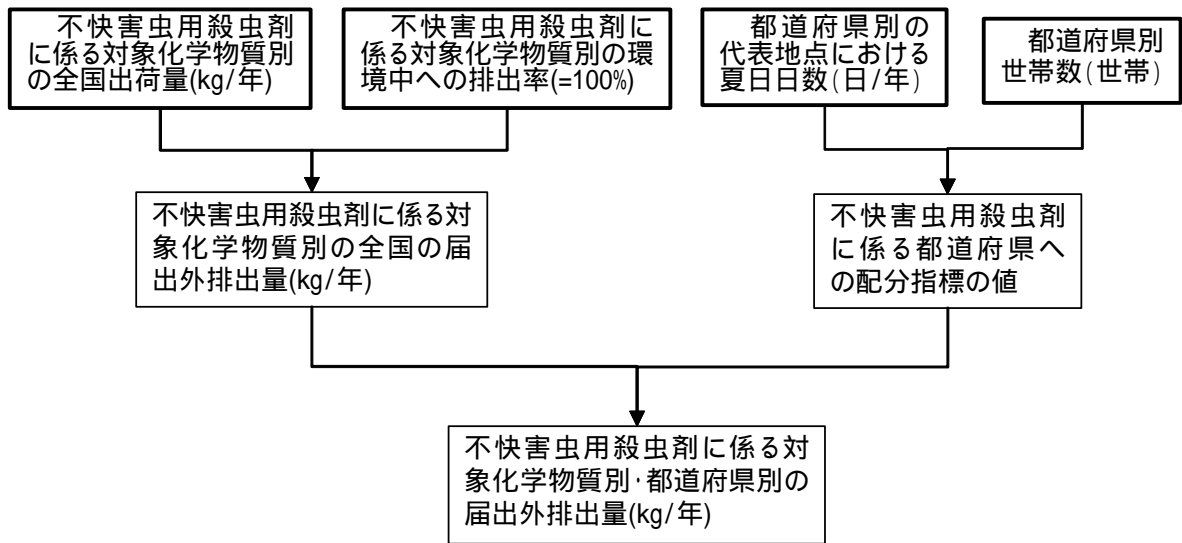 不快害虫用殺虫剤
に係る対象化学物質別
の全国出荷量(kg/年)
不快害虫用殺虫剤に
係る対象化学物質別の環
境中への排出率(=100%)
都道府県別の
代表地点における
夏日日数(日/年)
都道府県別
世帯数(世帯)
不快害虫用殺虫剤に係る対
象化学物質別の全国の届
出外排出量(kg/年)
不快害虫用殺虫剤
に係る都道府県へ
の配分指標の値
不快害虫用殺虫剤に係る対
象化学物質別・都道府県別の
届出外排出量(kg/年)